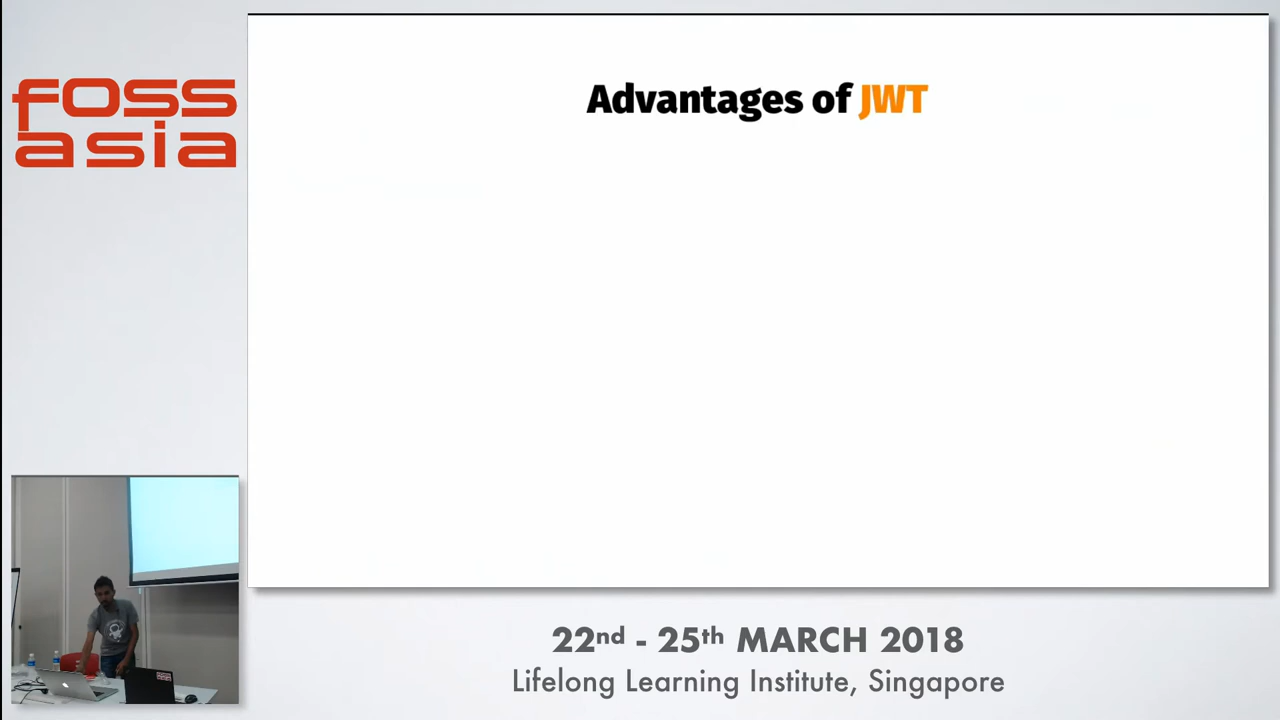 foss
asia
Advantages of JWT
22nd - 25th MARCH 2018
Lifelong Learning Institute, Singapore